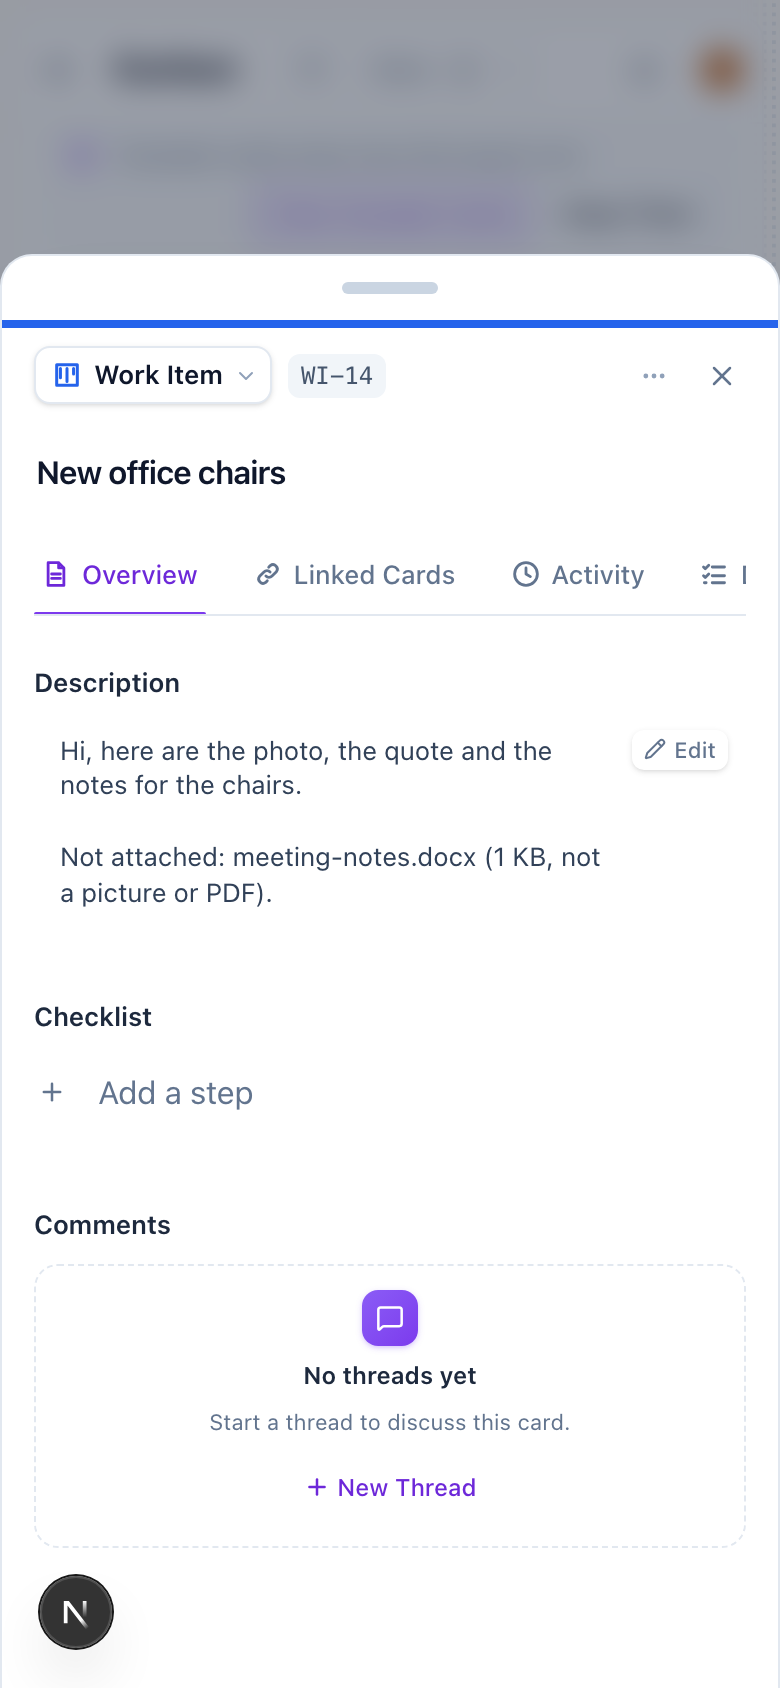 Work Item
WI-14
New office chairs
Overview
Linked Cards
Activity
Description
Hi, here are the photo, the quote and the
notes for the chairs.
Edit
Not attached: meeting-notes.docx (1 KB, not
a picture or PDF).
Checklist
+ Add a step
Comments
No threads yet
Start a thread to discuss this card.
+ New Thread
N